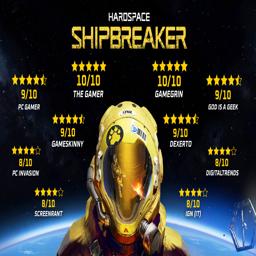 HARDSPACE
SHIPBREAKER
9/10
PC GAMER
10/10
THE GAMER
10/10
GAMEGRIN
9/10
GOD IS A GEEK
9/10
GAMESKINNY
9/10
DEXERTO
8/10
PC INVASION
8/10
DIGITALTRENDS
8/10
SCREENRANT
8/10
IGN (IT)
LYNX